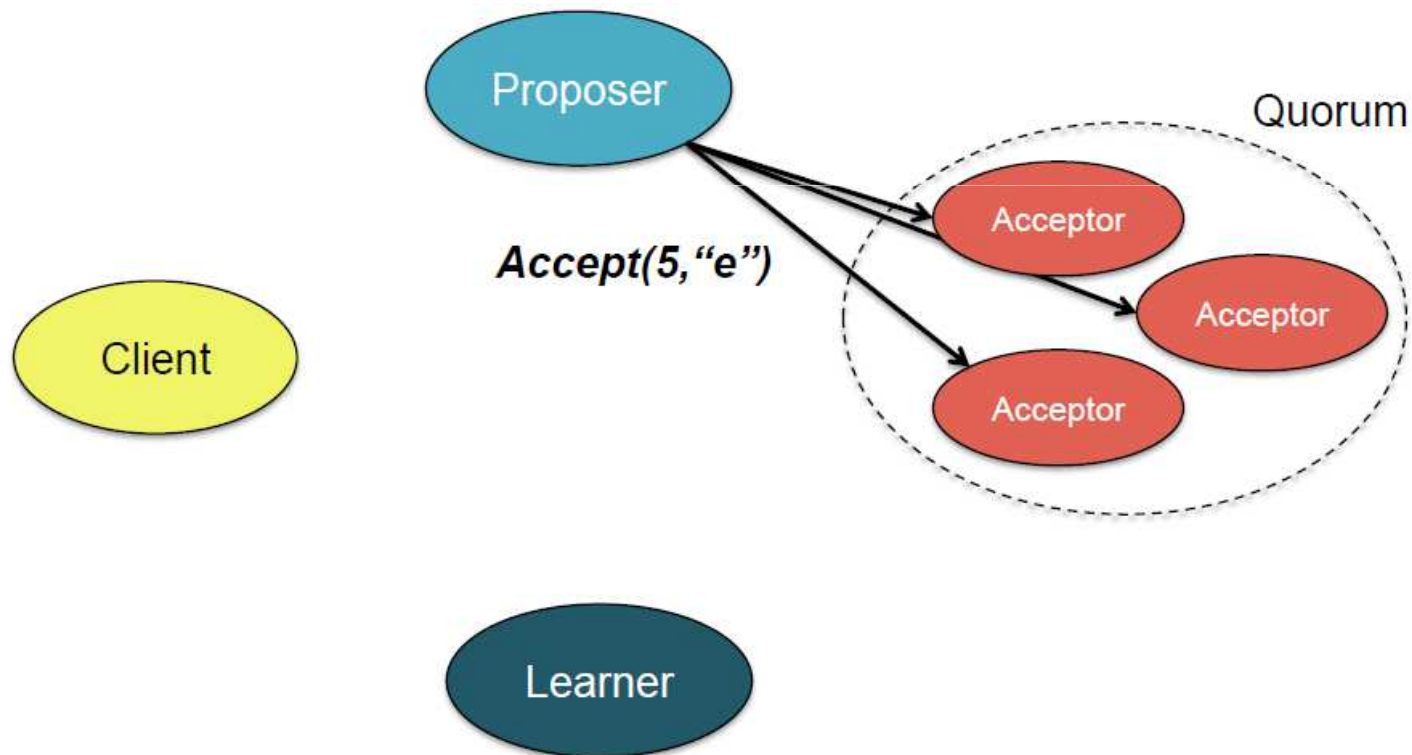 Proposer
Quorum
Acceptor
Accept(5,“e”)
Acceptor
Client
Acceptor
Learner